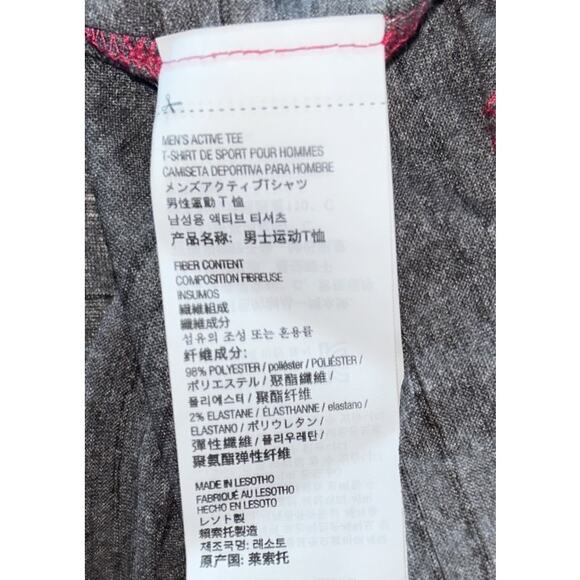 MEN'S ACTIVE TEE
T-SHIRT DE SPORT POUR HOMMES
CAMISETA DEPORTIVA PARA HOMBRE
メンズアクティブTシャツ
男性運動 T 恤
남성용 액티브 티셔츠
产品名称: 男士运动T恤
FIBER CONTENT
COMPOSITION FIBREUSE
INSUMOS
繊維組成
纖維成分
섬유의 조성 또는 혼용률
纤维成分:
98% POLYESTER / poliéster / POLIÉSTER /
ポリエステル / 聚酯纖維 /
폴리에스터 / 聚酯纤维
2% ELASTANE / ÉLASTHANNE / elastano /
ELASTANO / ポリウレタン /
彈性纖維 / 폴리우레탄 /
聚氨酯弹性纤维
MADE IN LESOTHO
FABRIQUÉ AU LESOTHO
HECHO EN LESOTO
レソト製
賴索托製造
제조국명: 레소토
原产国: 莱索托